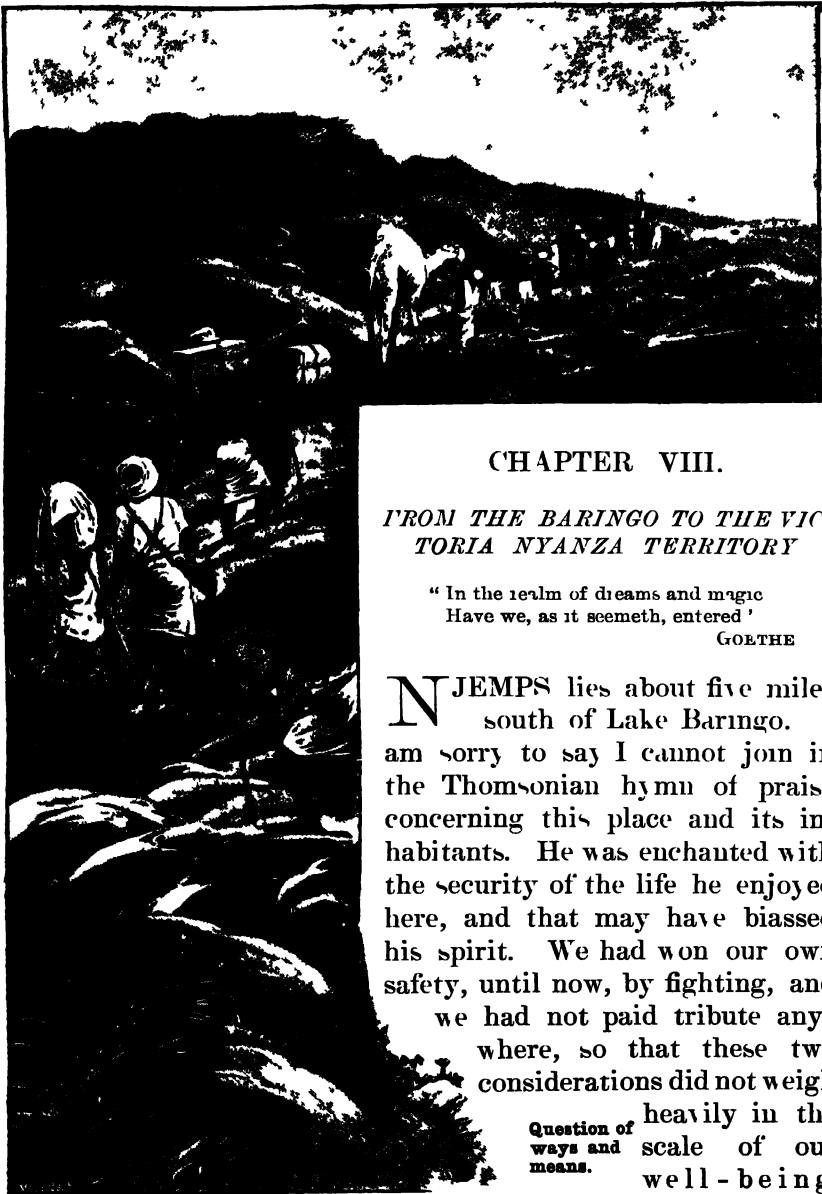 CHAPTER VIII.
FROM THE BARINGO TO THE VIC
TORIA NYANZA TERRITORY
“ In the realm of dreams and magic
Have we, as it seemeth, entered ’
GOETHE
NJEMPS lies about five mile
south of Lake Baringo.
am sorry to say I cannot join i
the Thomsonian hymn of prais
concerning this place and its in
habitants. He was enchanted wit
the security of the life he enjoye
here, and that may have biasse
his spirit. We had won our ow
safety, until now, by fighting, an
we had not paid tribute any
where, so that these tw
considerations did not weig
Question of
ways and
means.
heavily in th
scale of ou
well-being